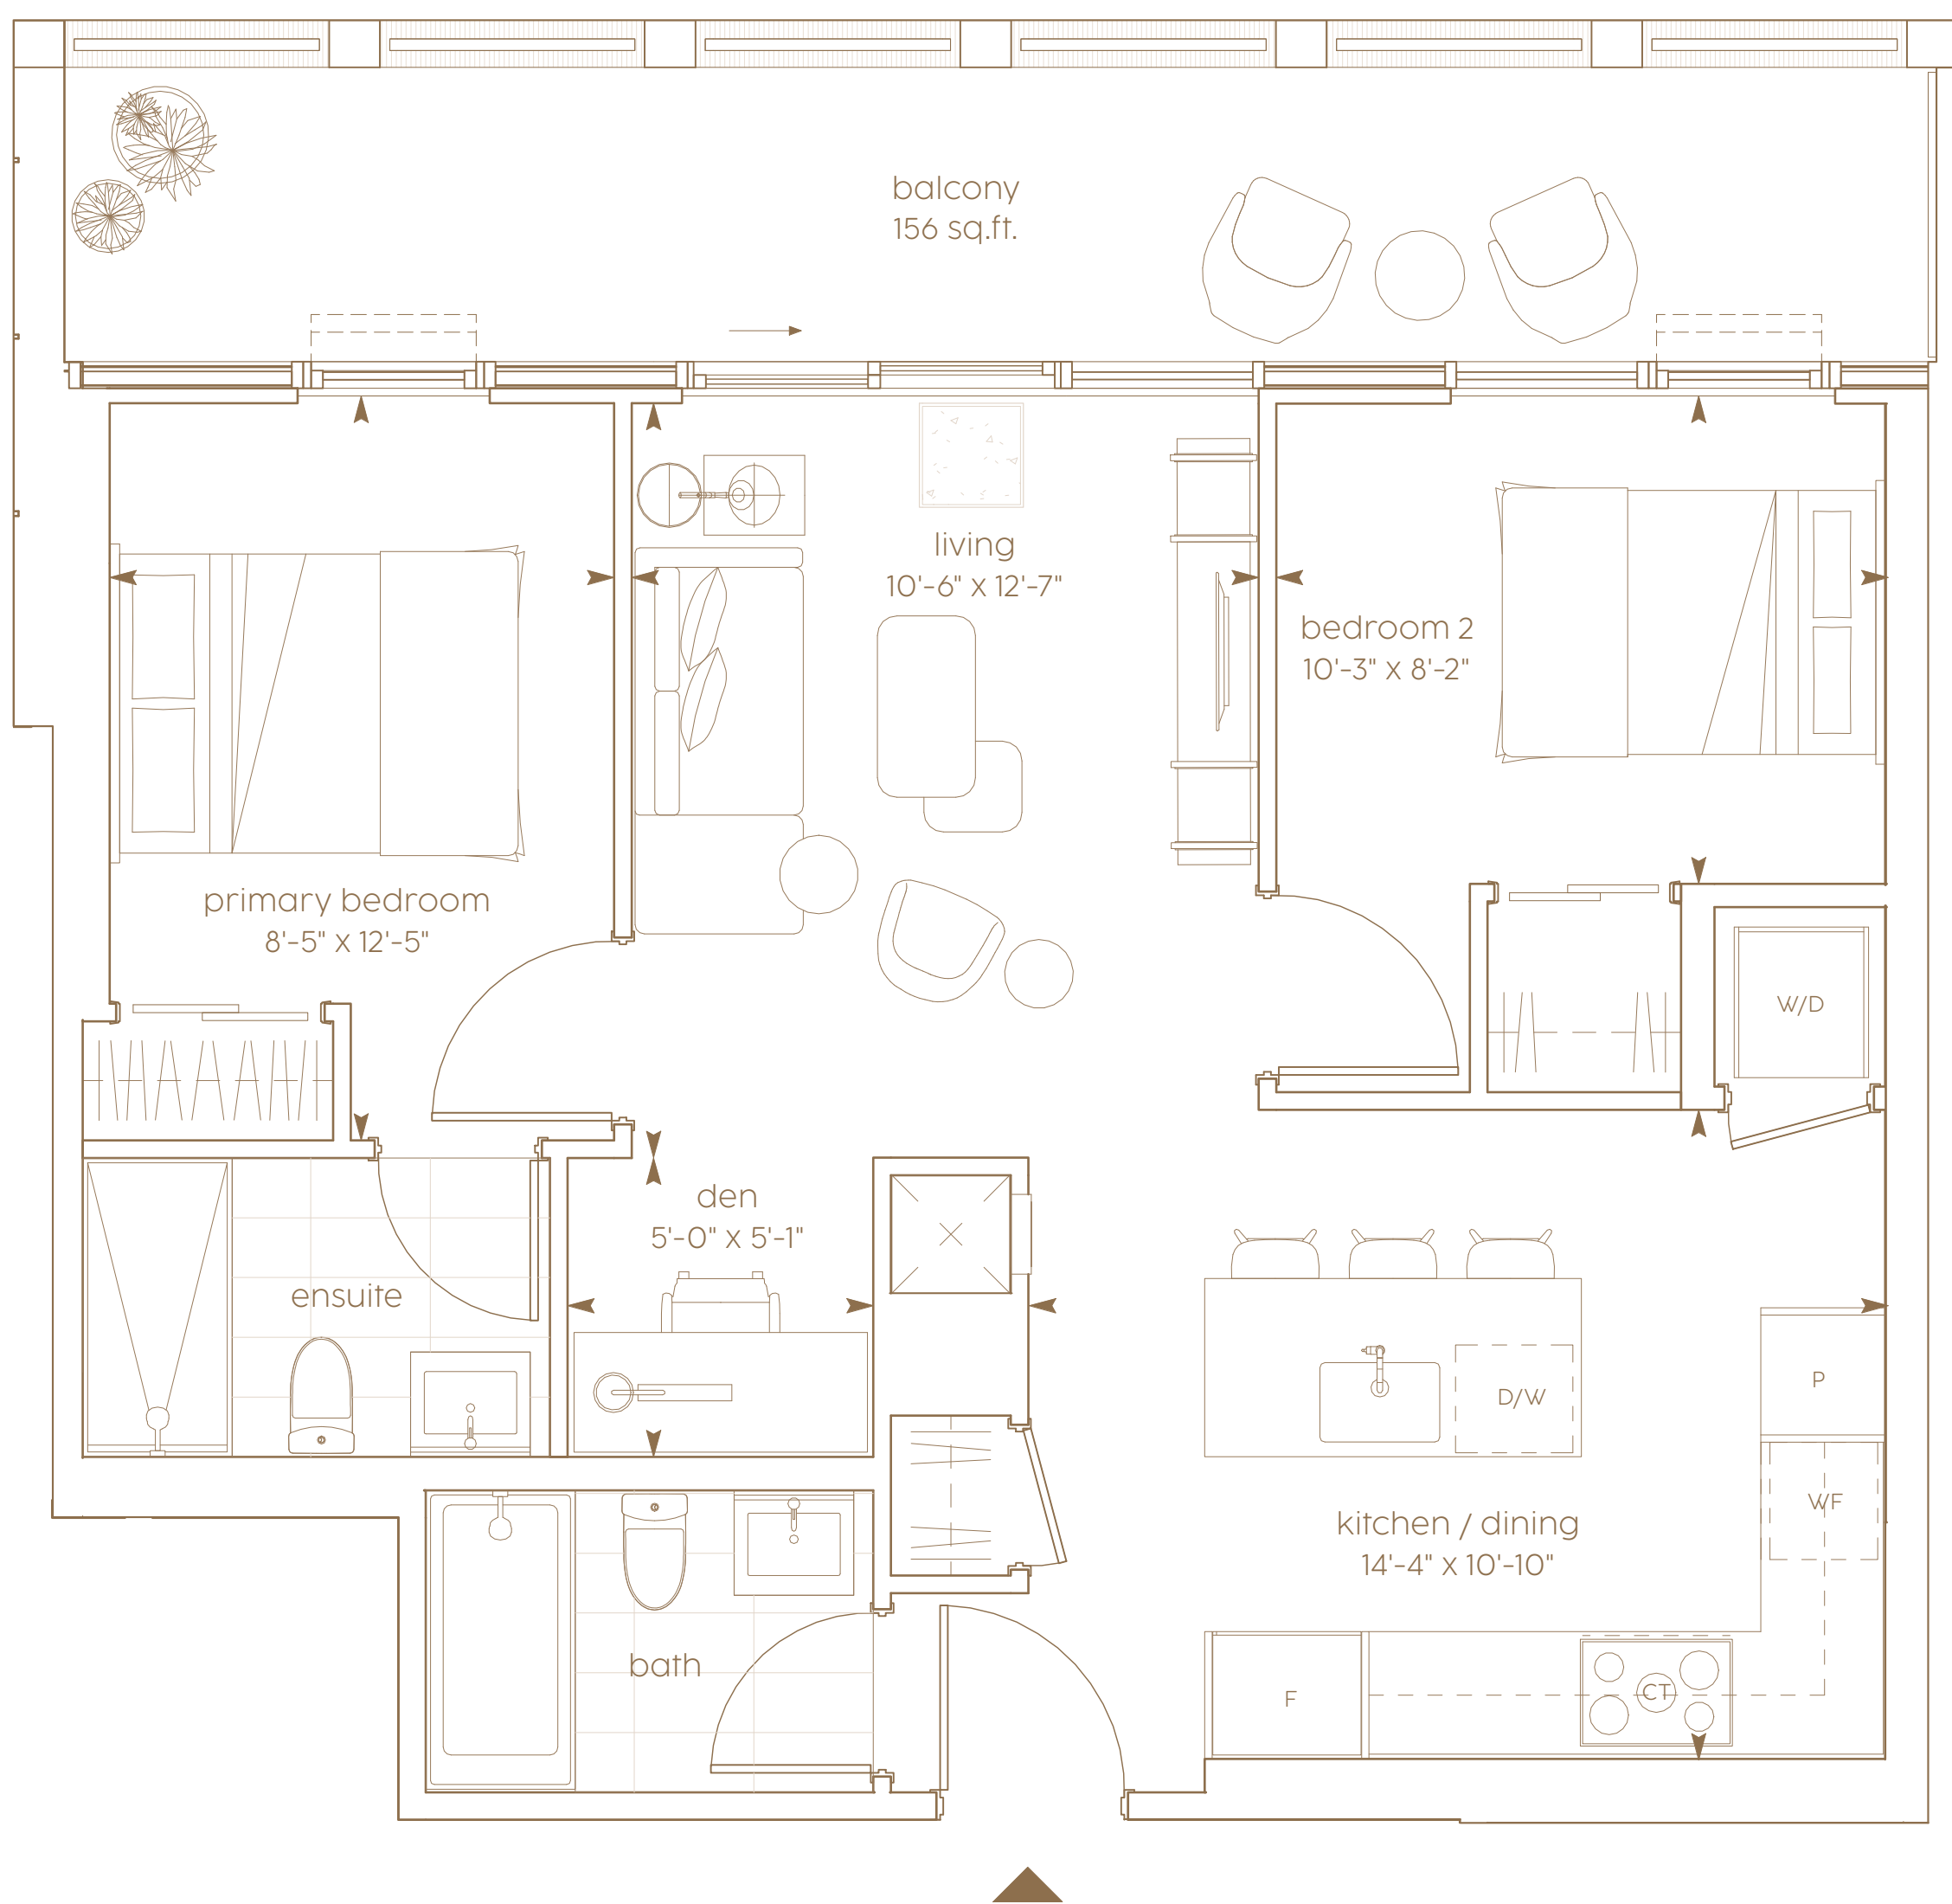 balcony
156 sq.ft.
living
10'-6" x 12'-7"
bedroom 2
10'-3" x 8'-2"
primary bedroom
8'-5" x 12'-5"
W/D
den
5'-0" x 5'-1"
ensuite
P
D/W
WF
kitchen / dining
14'-4" x 10'-10"
bath
F
CT